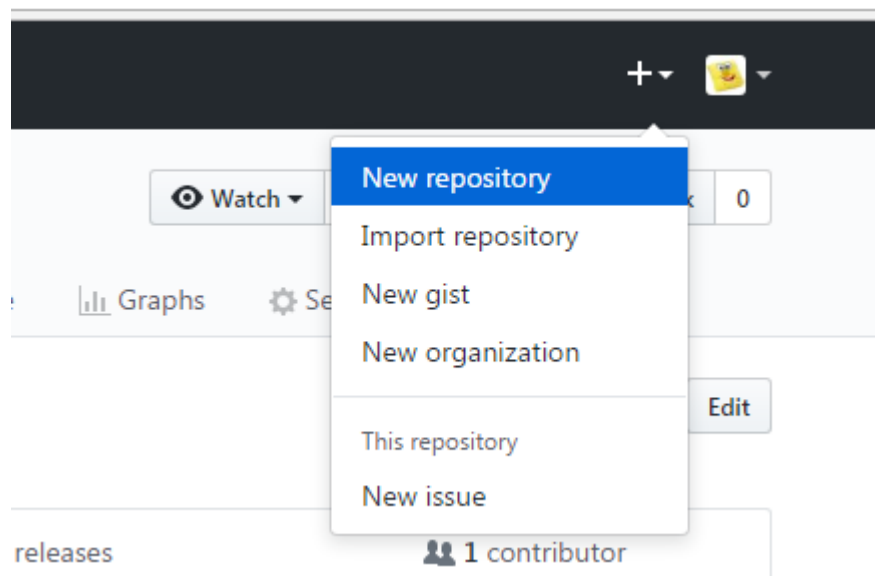 New repository
Watch
0
Import repository
Graphs
New gist
New organization
Edit
This repository
New issue
releases
1 contributor